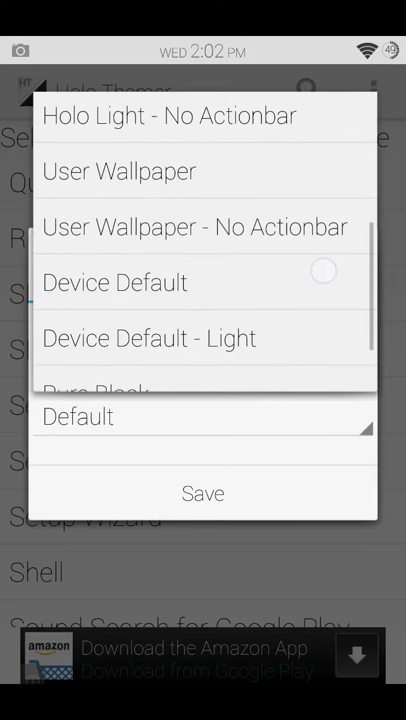 WED 2:02 PM
49
HT
Holo Themer
Holo Light - No Actionbar
User Wallpaper
User Wallpaper - No Actionbar
Device Default
Device Default - Light
Pure Black
Default
Save
Setup Wizard
Shell
Sound Search for Google Play
amazon
Download the Amazon App
Download from Google Play